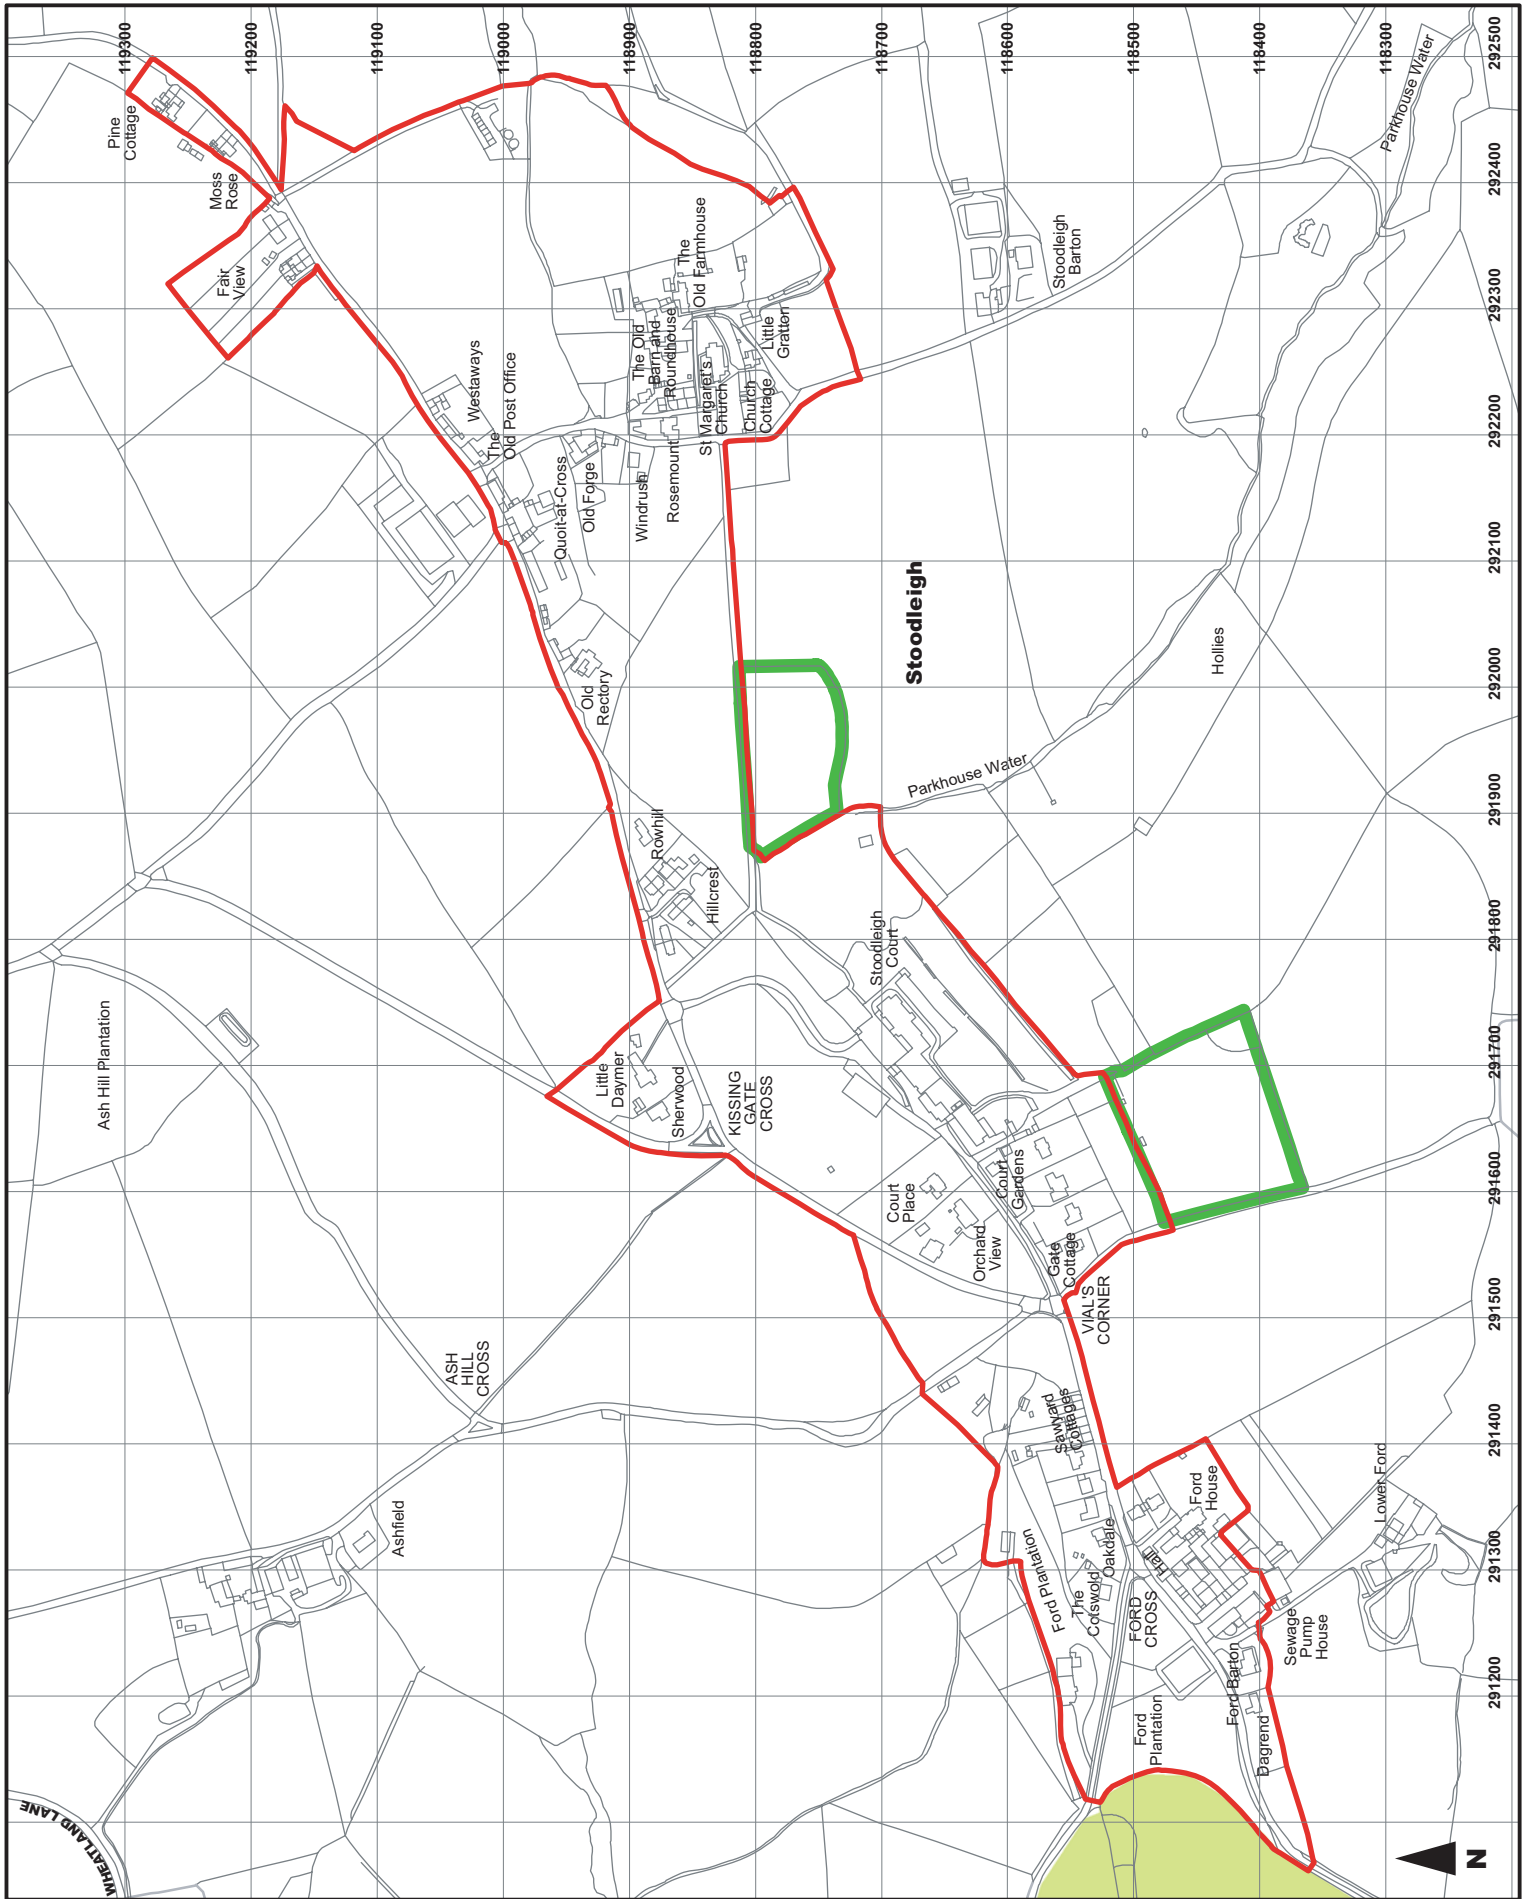 WHEATLAND LANE
119300
119200
119100
119000
118900
118800
118700
118600
118500
118400
118300
291200
291300
291400
291500
291600
291700
291800
291900
292000
292100
292200
292300
292400
292500
Pine
Cottage
Moss
Rose
Fair
View
Westaways
The
Old Post Office
Quoit-at-Cross
Old Forge
Windrush
Rosemount
The Old
Barn and
Roundhouse
The
Old Farmhouse
St Margaret's
Church
Church
Cottage
Little
Gratton
Stoodleigh
Barton
Parkhouse Water
Old
Rectory
Rowhill
Hillcrest
Stoodleigh
Parkhouse Water
Hollies
Ash Hill Plantation
Little
Daymer
Sherwood
KISSING
GATE
CROSS
Stoodleigh
Court
Court
Place
Orchard
View
Court
Gardens
Gate
Cottage
VIAL'S
CORNER
ASH
HILL
CROSS
Ashfield
Sawyard
Cottages
Ford Plantation
The
Cotswold
Oakdale
FORD
CROSS
Hall
Ford
House
Lower Ford
Sewage
Pump
House
Ford Barton
Ford
Plantation
Dagrend
N